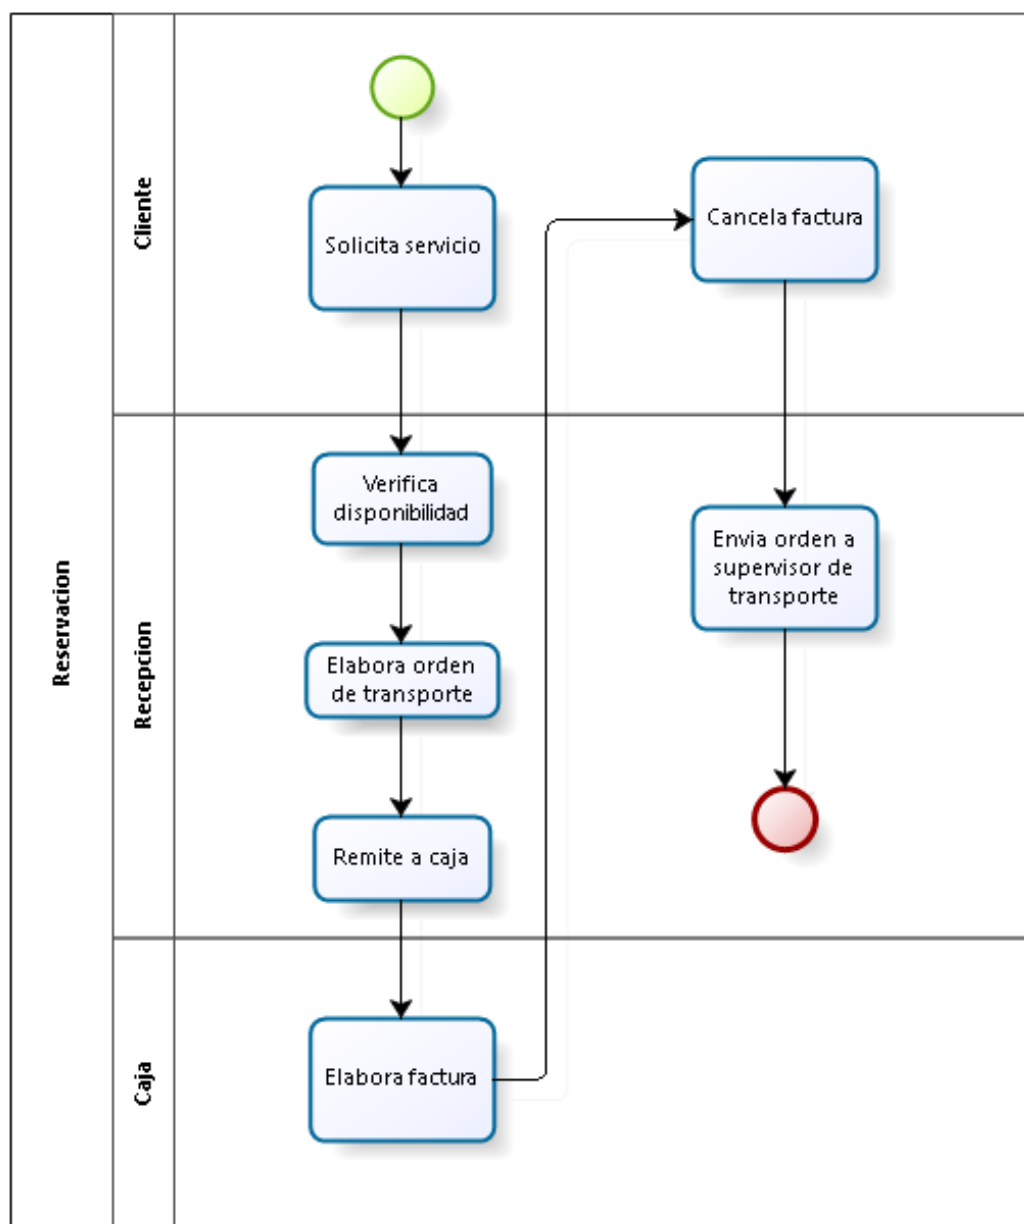 Reservacion
Cliente
Solicita servicio
Cancela factura
Recepcion
Verifica
disponibilidad
Elabora orden
de transporte
Remite a caja
Envia orden a
supervisor de
transporte
Caja
Elabora factura